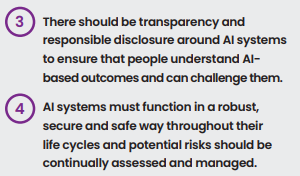 3 There should be transparency and
responsible disclosure around AI systems
to ensure that people understand AI-
based outcomes and can challenge them.
4 AI systems must function in a robust,
secure and safe way throughout their
life cycles and potential risks should be
continually assessed and managed.